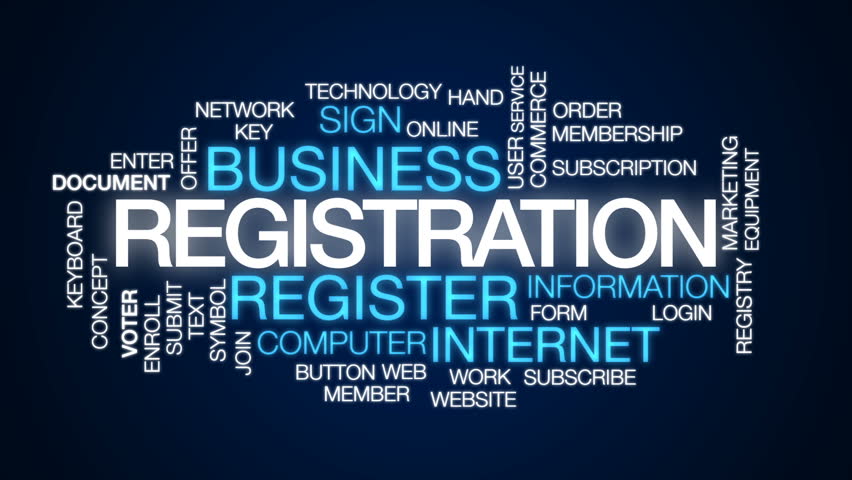 TECHNOLOGY
HAND
NETWORK
SIGN
ONLINE
KEY
USER
SERVICE
COMMERCE
ORDER
MEMBERSHIP
ENTER
OFFER
BUSINESS
SUBSCRIPTION
DOCUMENT
REGISTRATION
MARKETING
EQUIPMENT
KEYBOARD
CONCEPT
REGISTER
INFORMATION
VOTER
ENROLL
SUBMIT
TEXT
SYMBOL
FORM
LOGIN
REGISTRY
JOIN
COMPUTER
INTERNET
BUTTON WEB
WORK
SUBSCRIBE
MEMBER
WEBSITE